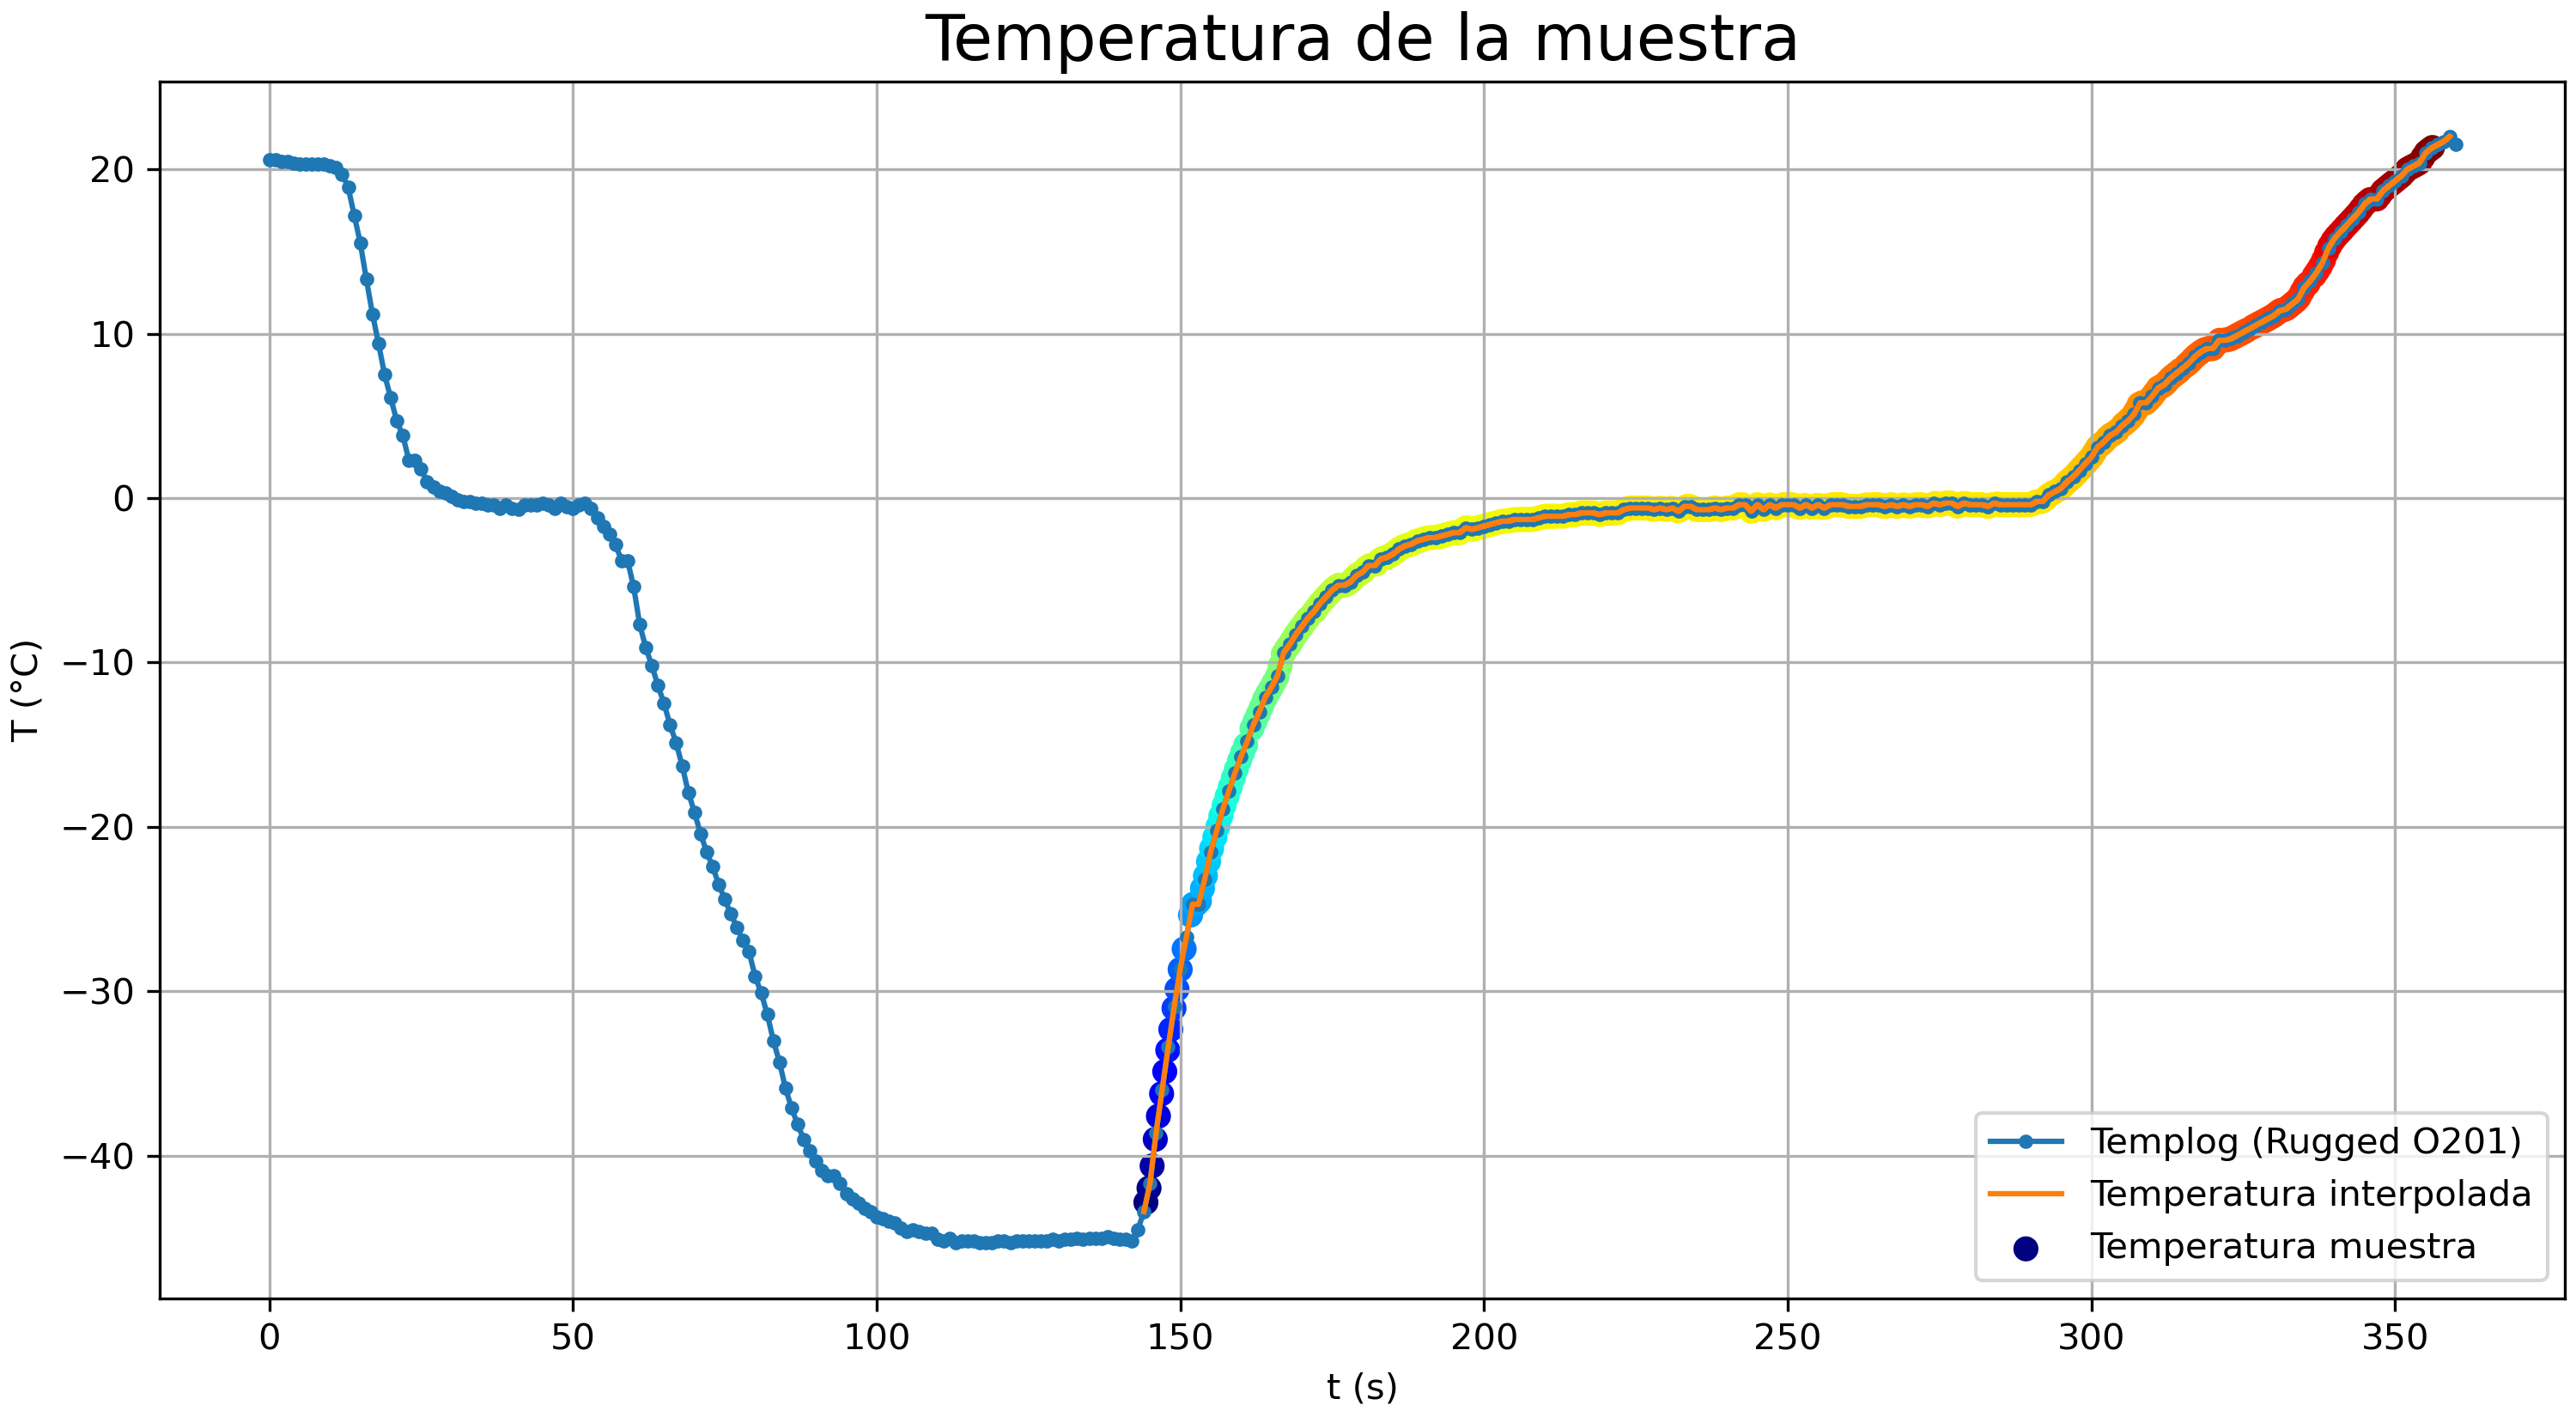 Temperatura de la muestra
20
10
0
−10
−20
−30
−40
T (°C)
0 50 100 150 200 250 300 350
t (s)
Templog (Rugged O201)
Temperatura interpolada
Temperatura muestra